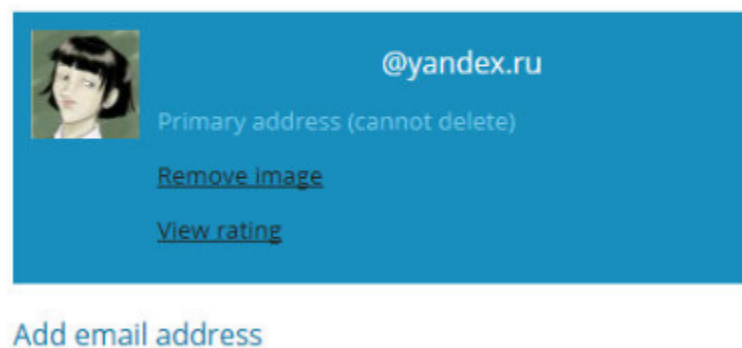 @yandex.ru
Primary address (cannot delete)
Remove image
View rating
Add email address